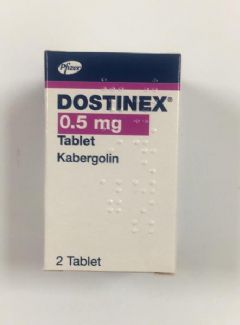 Pfizer
DOSTINEX®
0.5 mg
Tablet
Kabergolin
2 Tablet